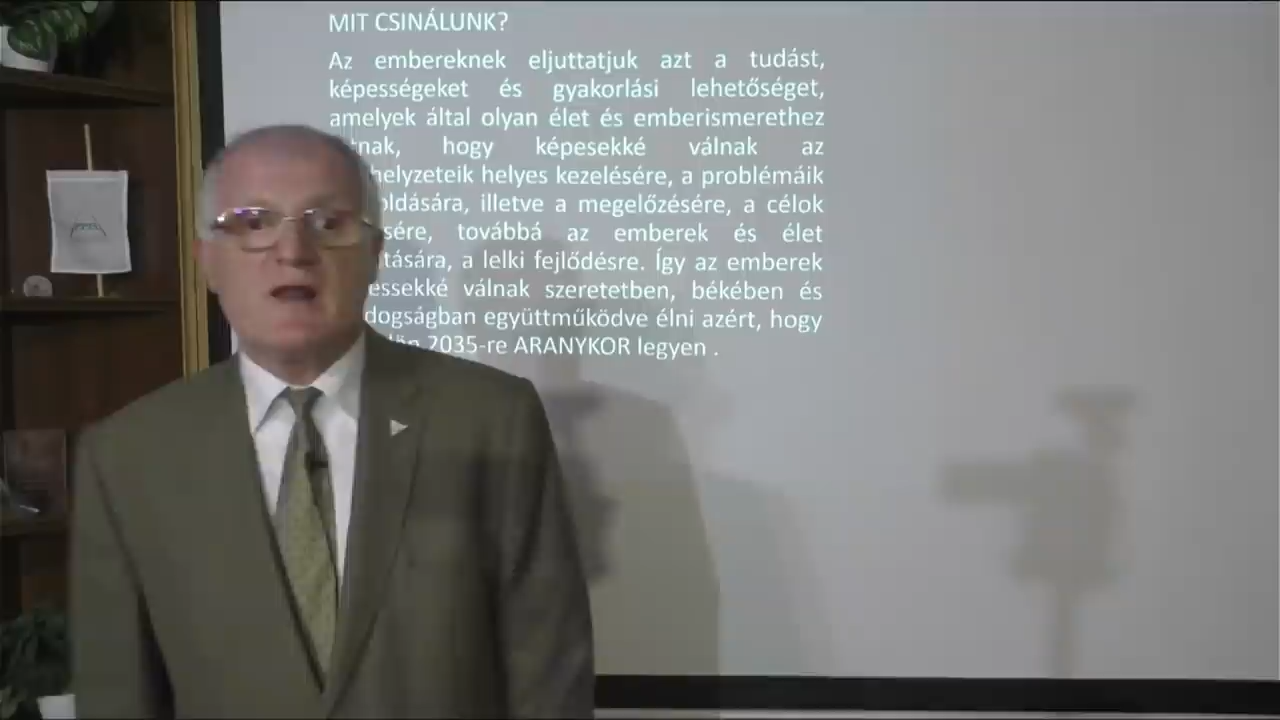 MIT CSINÁLUNK?
Az embereknek eljuttatjuk azt a tudást,
képességeket és gyakorlási lehetőséget,
amelyek által olyan élet és emberismerethez
hogy képesekké válnak az
helyes kezelésére, a problémáik
illetve a megelőzésére, a célok
továbbá az emberek és élet
a lelki fejlődésre. Így az emberek
válnak szeretetben, békében és
együttműködve élni azért, hogy
2035-re ARANYKOR legyen .